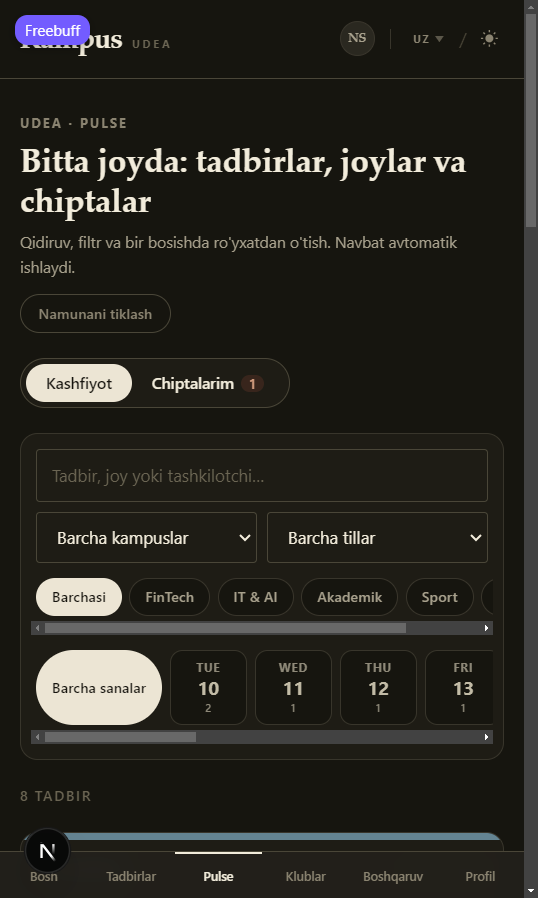 Freebuff
UDEA
NS
UZ
/
UDEA · PULSE
Bitta joyda: tadbirlar, joylar va
chiptalar
Qidiruv, filtr va bir bosishda ro'yxatdan o'tish. Navbat avtomatik
ishlaydi.
Namunani tiklash
Kashfiyot
Chiptalarim 1
Tadbir, joy yoki tashkilotchi...
Barcha kampuslar
Barcha tillar
Barchasi
FinTech
IT & AI
Akademik
Sport
Barcha sanalar
TUE
10
2
WED
11
1
THU
12
1
FRI
13
1
8 TADBIR
N
Tadbirlar
Pulse
Klublar
Boshqaruv
Profil